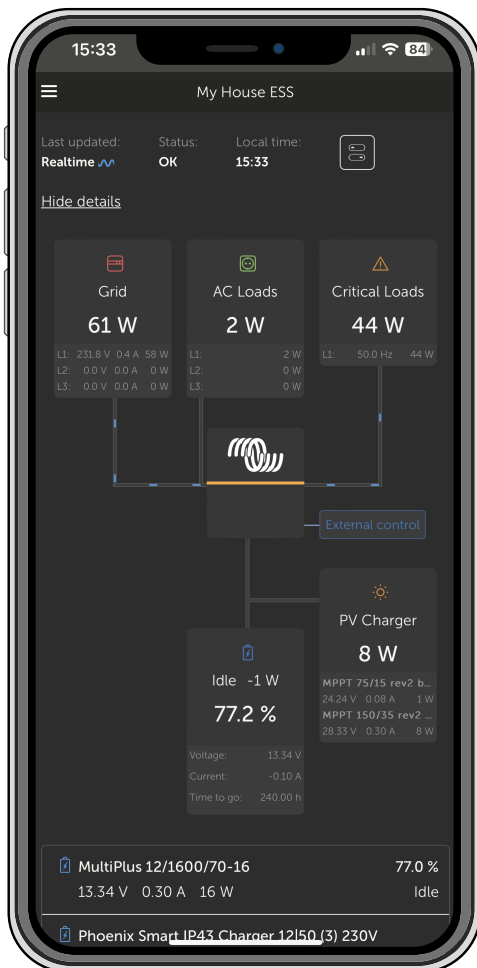 15:33 84
My House ESS
Last updated: Status: Local time:
Realtime OK 15:33
Hide details
Grid AC Loads Critical Loads
61 W 2 W 44 W
L1: 231.8 V 0.4 A 58 W L1: 2 W L1: 50.0 Hz 44 W
L2: 0.0 V 0.0 A 0 W L2: 0 W
L3: 0.0 V 0.0 A 0 W L3: 0 W
External control
PV Charger
8 W
MPPT 75/15 rev2 b...
24.24 V 0.08 A 1 W
MPPT 150/35 rev2 ...
28.33 V 0.30 A 8 W
Idle -1 W
77.2 %
Voltage: 13.34 V
Current: -0.10 A
Time to go: 240.00 h
MultiPlus 12/1600/70-16 77.0 %
13.34 V 0.30 A 16 W Idle
Phoenix Smart IP43 Charger 12|50 (3) 230V